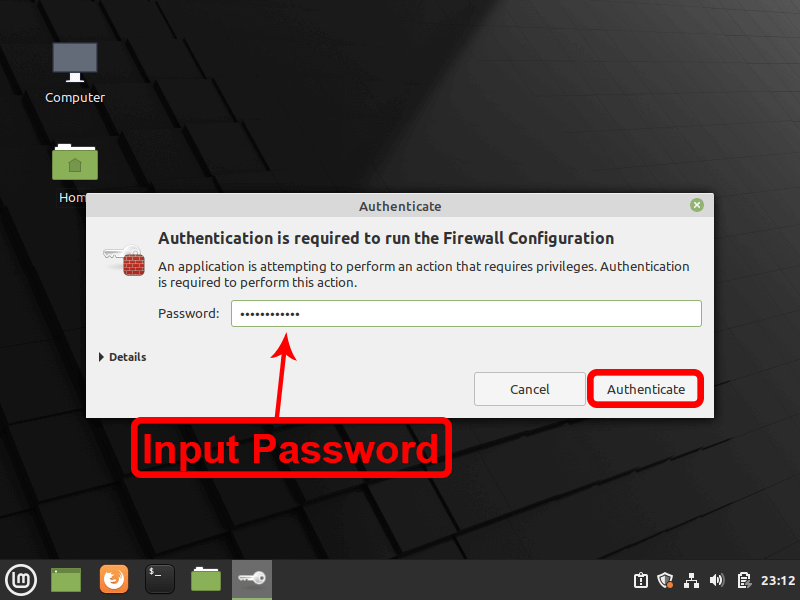 Computer
Hom
Authenticate
Authentication is required to run the Firewall Configuration
An application is attempting to perform an action that requires privileges. Authentication
is required to perform this action.
Password: ••••••••••••
Details
Cancel Authenticate
Input Password
$_ 23:12